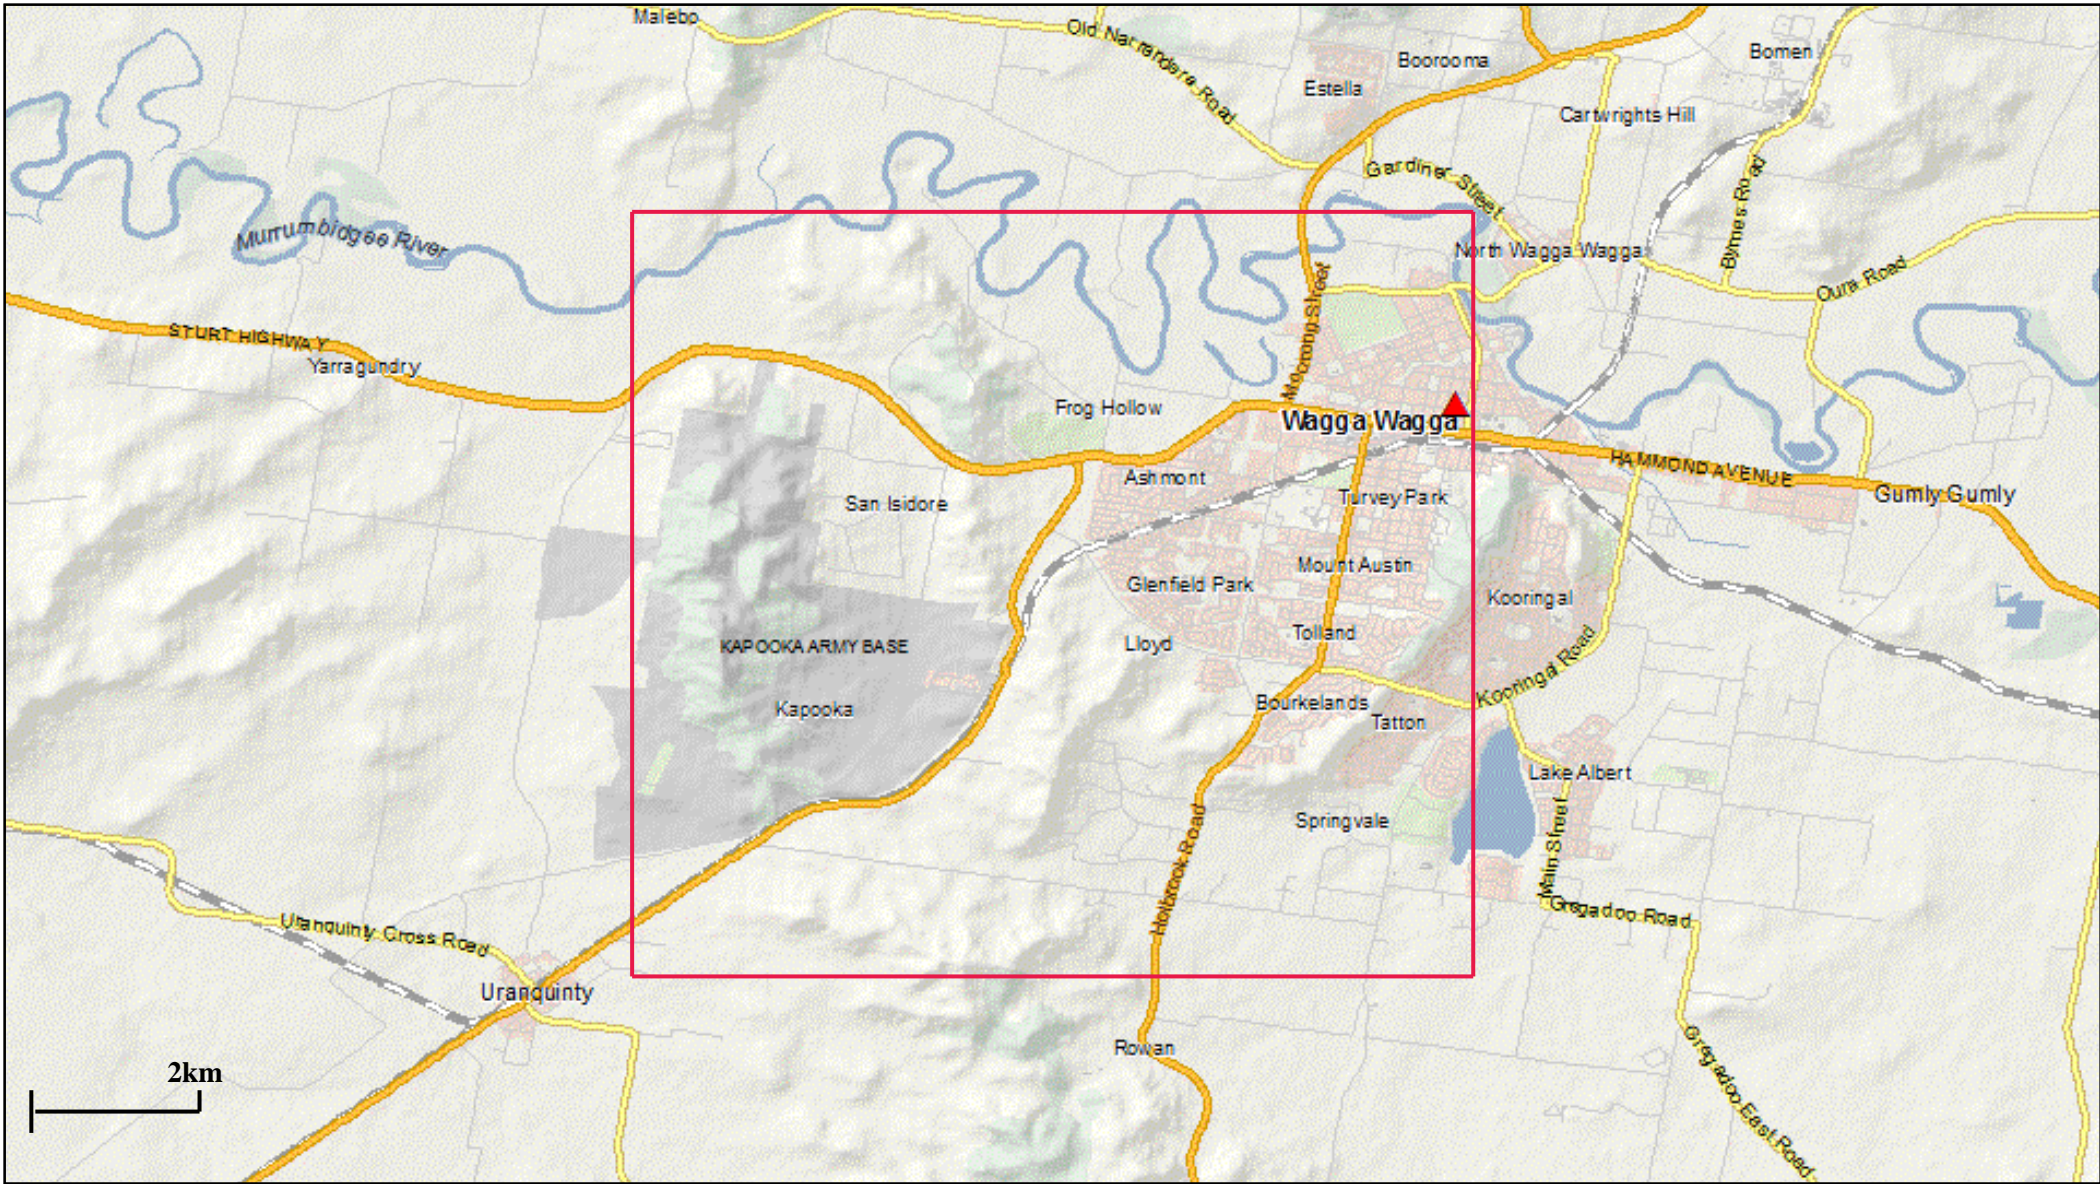 Malebo
Old Narrandera Road
Boorooma
Bomen
Estella
Cartwrights Hill
Gardiner Street
Byrnes Road
Murrumbidgee River
North Wagga Wagga
Oura Road
STURT HIGHWAY
Yarragundry
Moorong Street
Frog Hollow
Wagga Wagga
HAMMOND AVENUE
Gumly Gumly
Ashmont
San Isidore
Turvey Park
Mount Austin
Glenfield Park
Kooringal
Tolland
Lloyd
KAPOOKA ARMY BASE
Kooringal Road
Kapooka
Bourkelands
Tatton
Lake Albert
Springvale
Holbrook Road
Main Street
Gregadoo Road
Uranquinty Cross Road
Uranquinty
Rowan
Gregadoo East Road
2km